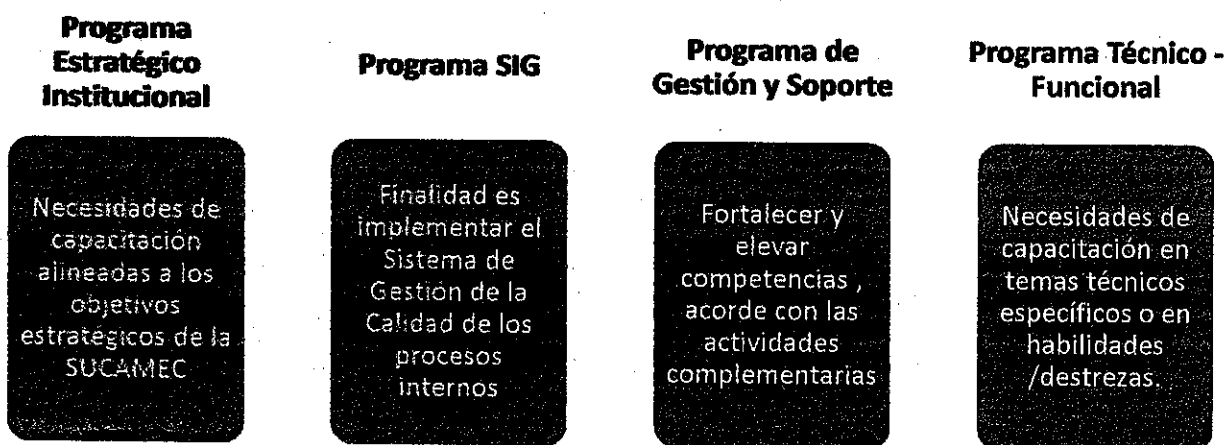 Programa
Estratégico
Institucional
Necesidades de
capacitación
alineadas a los
objetivos
estratégicos de la
SUCAMEC
Programa SIG
Finalidad es
implementar el
Sistema de
Gestión de la
Calidad de los
procesos
internos
Programa de
Gestión y Soporte
Fortalecer y
elevar
competencias ,
acorde con las
actividades
complementarias
Programa Técnico -
Funcional
Necesidades de
capacitación en
temas técnicos
específicos o en
habilidades
/destrezas.